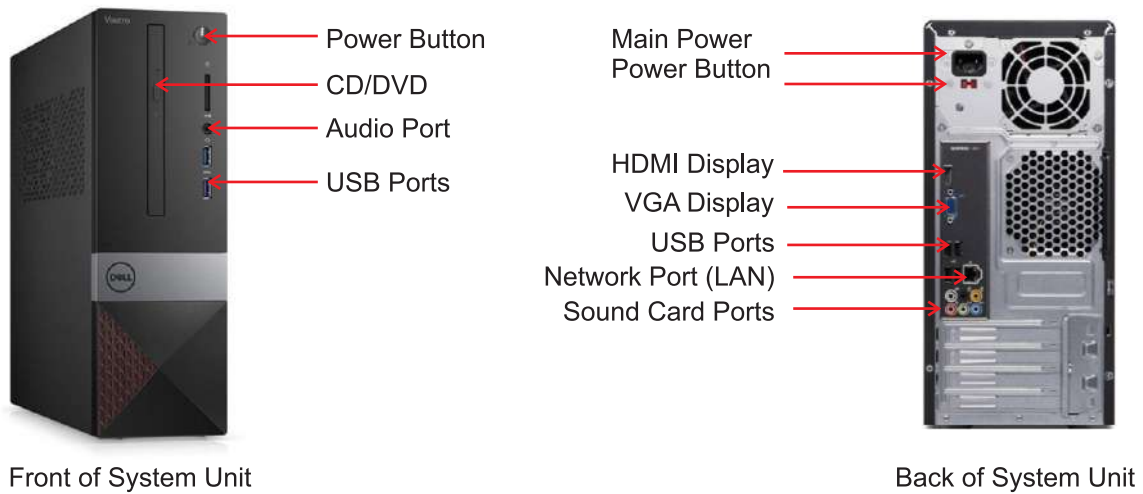 Vostro
Power Button
CD/DVD
Audio Port
USB Ports
DELL
Front of System Unit
Main Power
Power Button
HDMI Display
VGA Display
USB Ports
Network Port (LAN)
Sound Card Ports
Back of System Unit